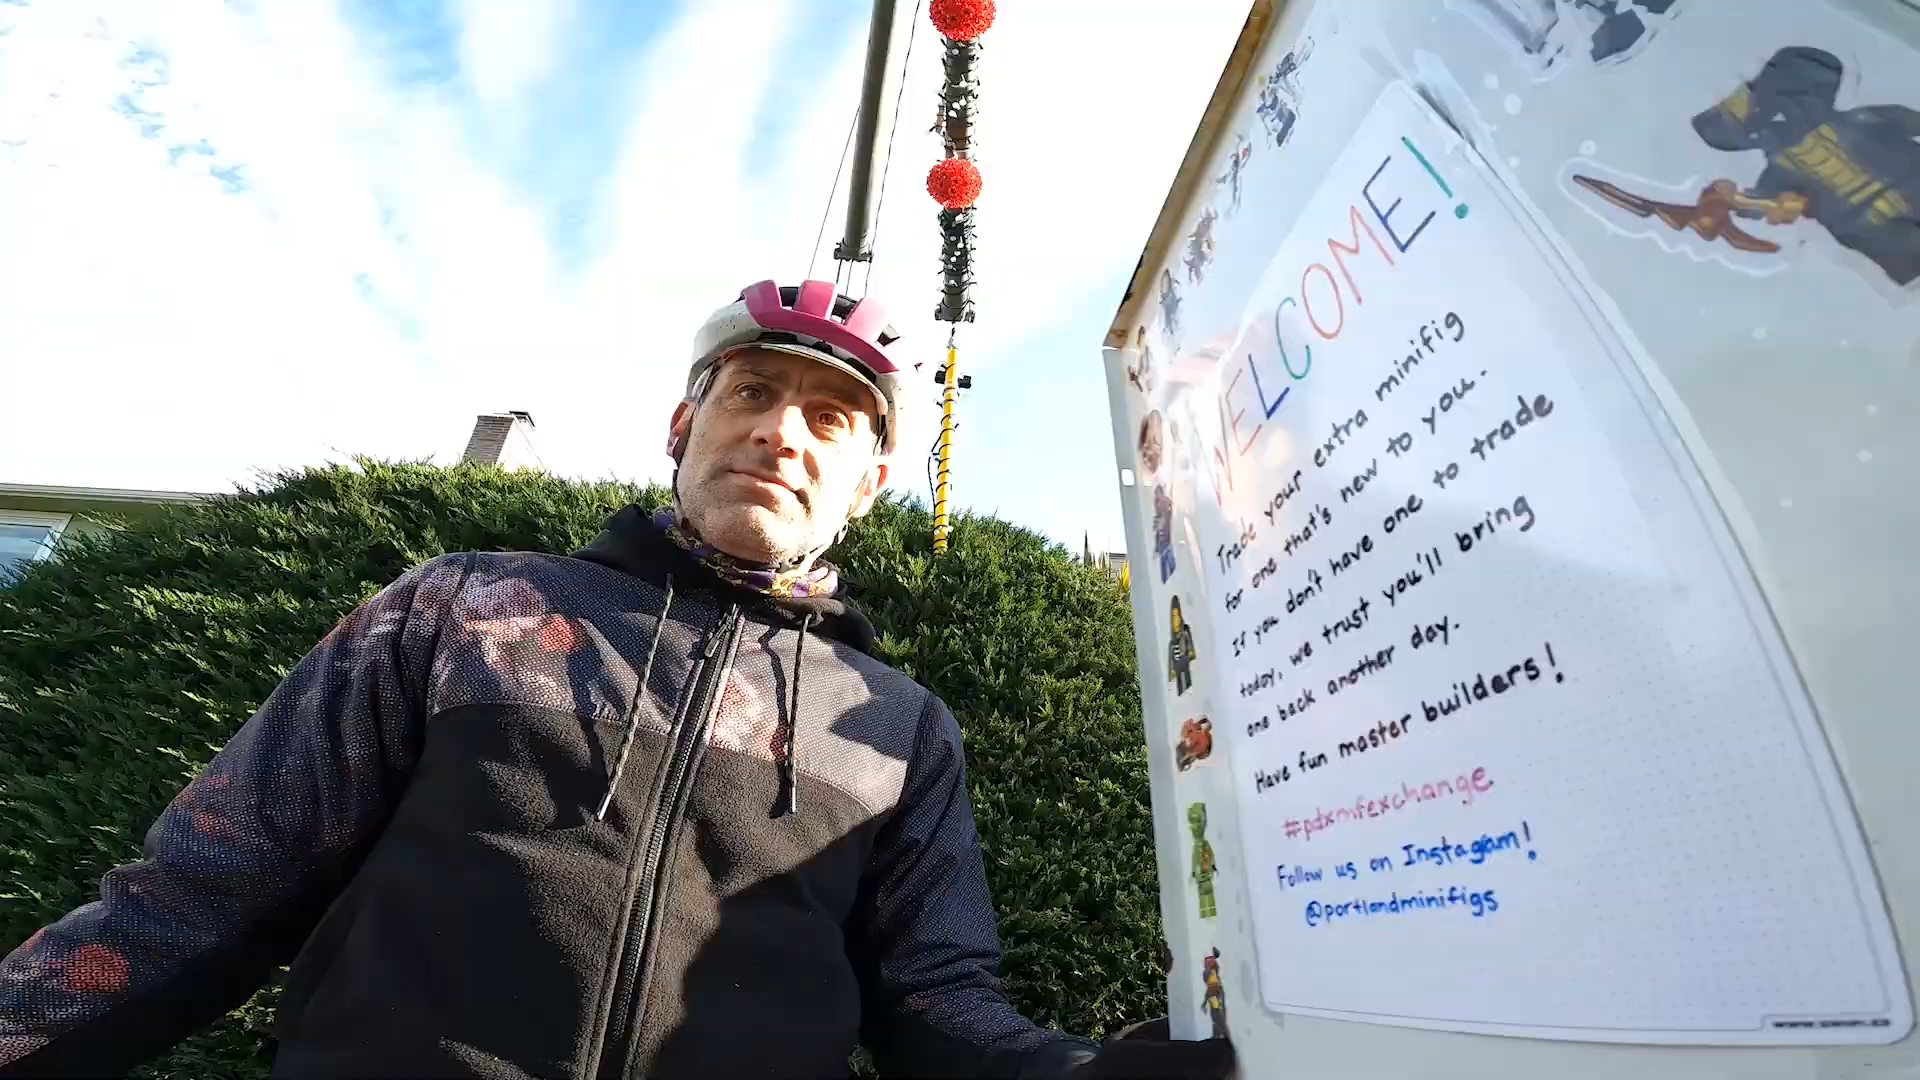 WELCOME!
Trade your extra minifig
for one that's new to you.
If you don't have one to trade
today, we trust you'll bring
one back another day.
Have fun master builders!
#pdxmfexchange
Follow us on Instagam!
@portlandminifigs